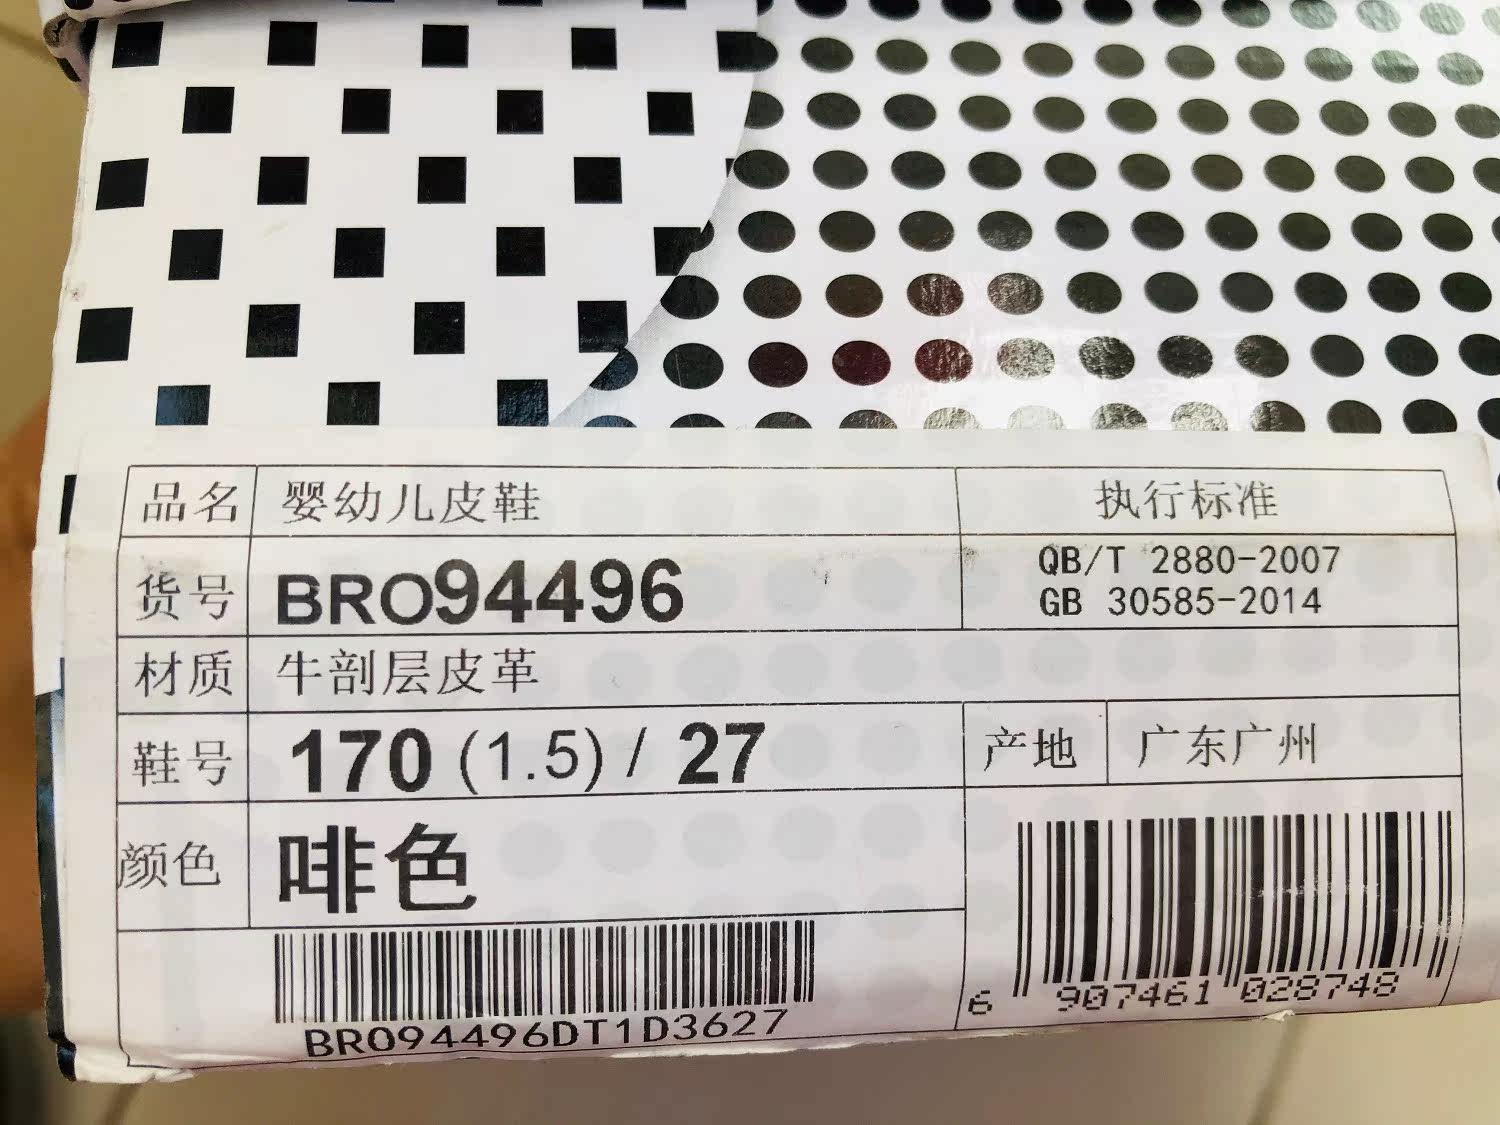 品名 婴幼儿皮鞋 执行标准
货号 BRO94496 QB/T 2880-2007
GB 30585-2014
材质 牛剖层皮革
鞋号 170 (1.5) / 27 产地 广东广州
颜色 啡色
BRO94496DT1D3627
6 907461 028748